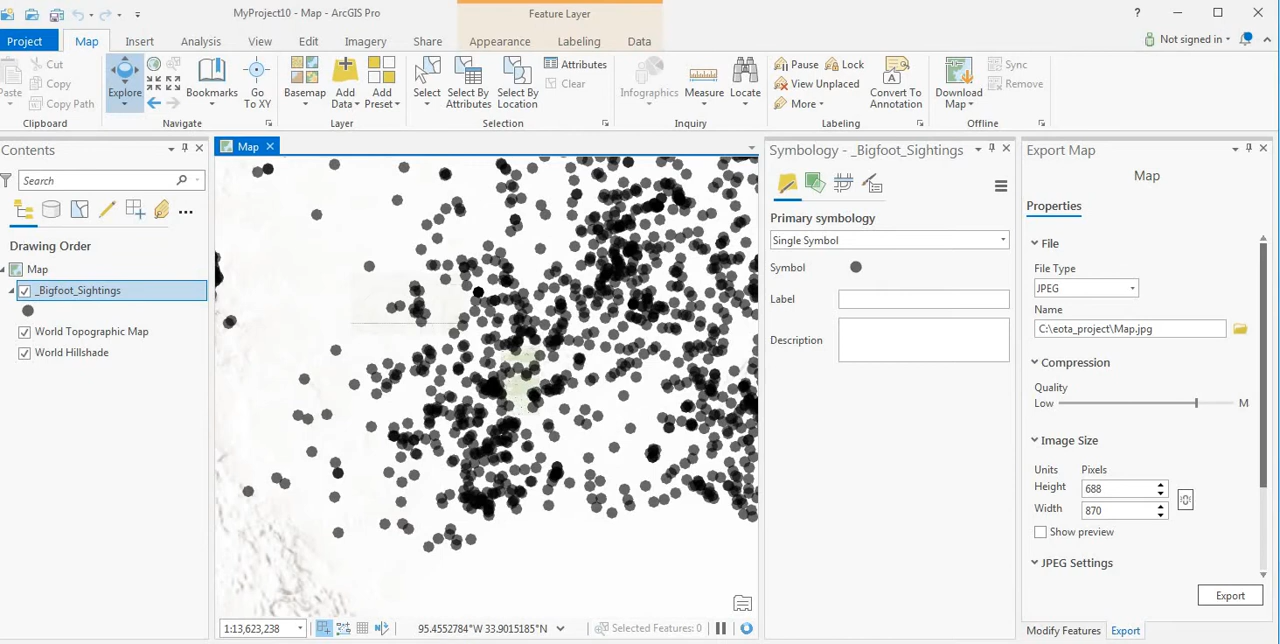 MyProject10 - Map - ArcGIS Pro
Feature Layer
?
Project Map Insert Analysis View Edit Imagery Share Appearance Labeling Data
Not signed in
Paste
Cut
Copy
Copy Path
Clipboard
Explore
Bookmarks
Go To XY
Navigate
Basemap
Add Data
Add Preset
Layer
Select
Select By Attributes
Select By Location
Attributes
Clear
Selection
Infographics
Measure
Locate
Inquiry
Pause
Lock
View Unplaced
More
Convert To Annotation
Labeling
Download Map
Sync
Remove
Offline
Contents
Search
Drawing Order
Map
_Bigfoot_Sightings
World Topographic Map
World Hillshade
Map
1:13,623,238
95.4552784°W 33.9015185°N
Selected Features: 0
Symbology - _Bigfoot_Sightings
Primary symbology
Single Symbol
Symbol
Label
Description
Export Map
Map
Properties
File
File Type
JPEG
Name
C:\eota_project\Map.jpg
Compression
Quality
Low
M
Image Size
Units Pixels
Height 688
Width 870
Show preview
JPEG Settings
Export
Modify Features Export